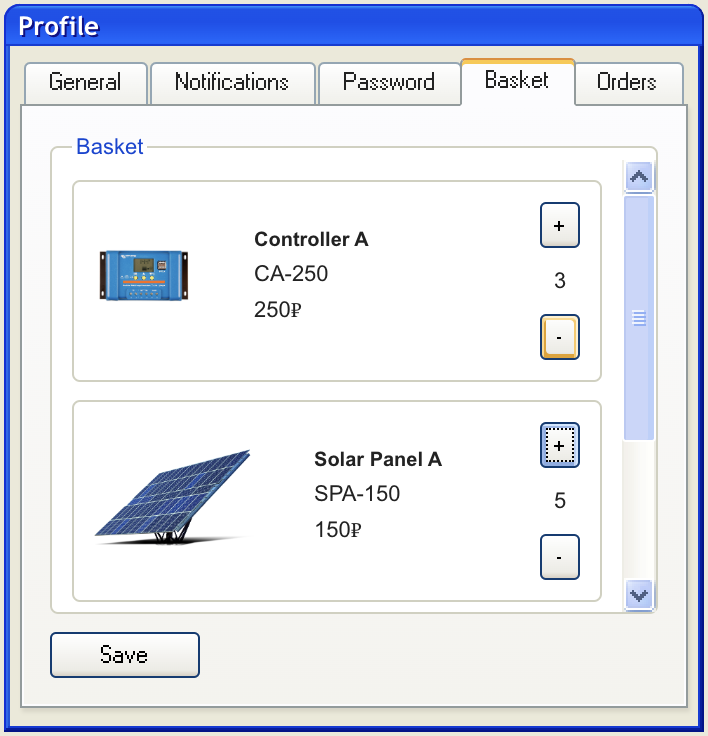 Profile
General
Notifications
Password
Basket
Orders
Basket
Controller A
CA-250
250₽
+
3
-
Solar Panel A
SPA-150
150₽
+
5
-
Save